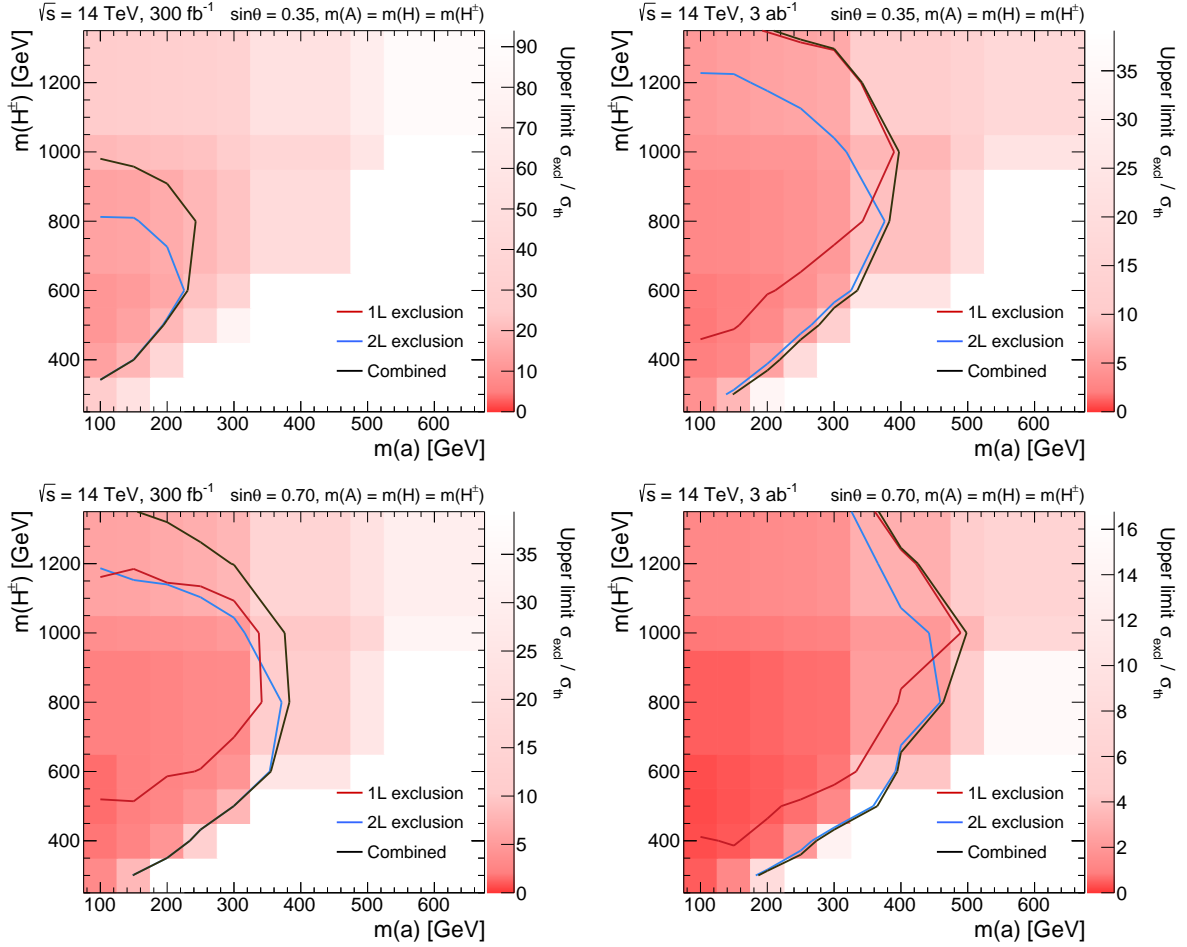 √s = 14 TeV, 300 fb⁻¹ sinθ = 0.35, m(A) = m(H) = m(H±)
m(H±) [GeV]
1200
1000
800
600
400
100 200 300 400 500 600
m(a) [GeV]
1L exclusion
2L exclusion
Combined
90
80
70
60
50
40
30
20
10
0
Upper limit σexcl / σth
√s = 14 TeV, 3 ab⁻¹ sinθ = 0.35, m(A) = m(H) = m(H±)
m(H±) [GeV]
1200
1000
800
600
400
100 200 300 400 500 600
m(a) [GeV]
1L exclusion
2L exclusion
Combined
35
30
25
20
15
10
5
0
Upper limit σexcl / σth
√s = 14 TeV, 300 fb⁻¹ sinθ = 0.70, m(A) = m(H) = m(H±)
m(H±) [GeV]
1200
1000
800
600
400
100 200 300 400 500 600
m(a) [GeV]
1L exclusion
2L exclusion
Combined
35
30
25
20
15
10
5
0
Upper limit σexcl / σth
√s = 14 TeV, 3 ab⁻¹ sinθ = 0.70, m(A) = m(H) = m(H±)
m(H±) [GeV]
1200
1000
800
600
400
100 200 300 400 500 600
m(a) [GeV]
1L exclusion
2L exclusion
Combined
16
14
12
10
8
6
4
2
0
Upper limit σexcl / σth